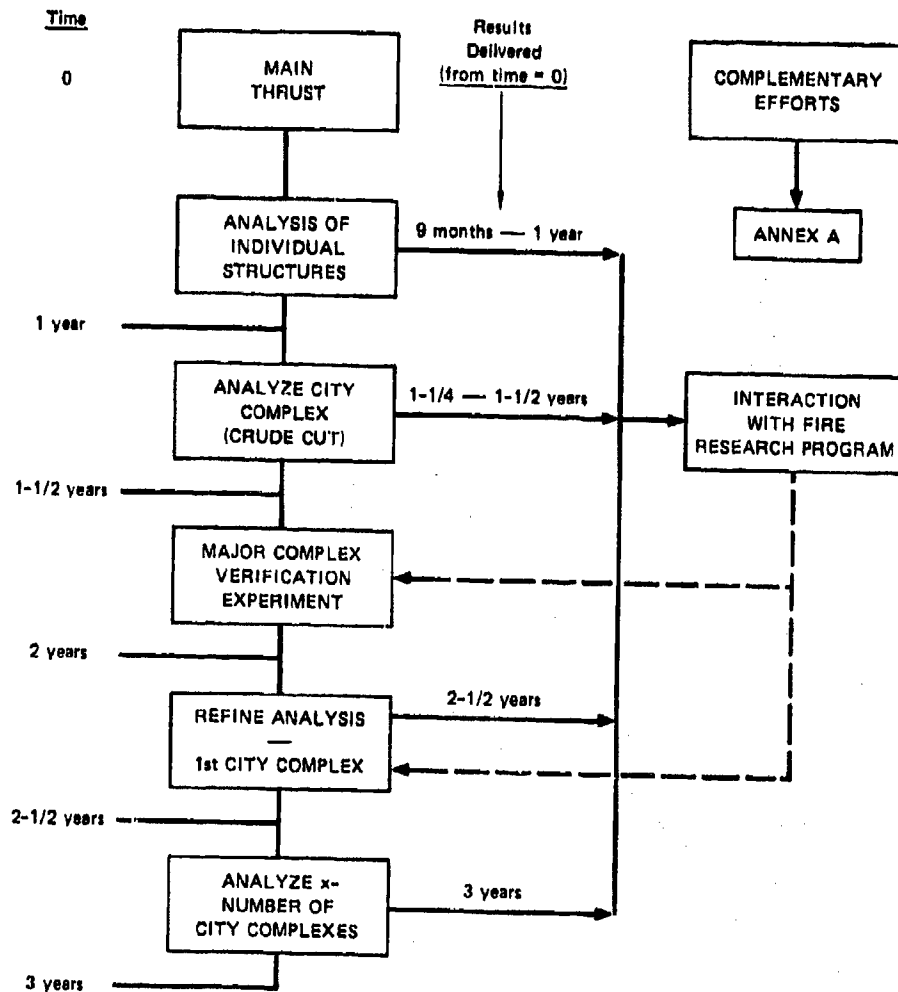 Time
0
MAIN
THRUST
Results
Delivered
(from time = 0)
COMPLEMENTARY
EFFORTS
ANNEX A
ANALYSIS OF
INDIVIDUAL
STRUCTURES
9 months — 1 year
1 year
ANALYZE CITY
COMPLEX
(CRUDE CUT)
1-1/4 — 1-1/2 years
INTERACTION
WITH FIRE
RESEARCH PROGRAM
1-1/2 years
MAJOR COMPLEX
VERIFICATION
EXPERIMENT
2 years
REFINE ANALYSIS
—
1st CITY COMPLEX
2-1/2 years
2-1/2 years
ANALYZE x-
NUMBER OF
CITY COMPLEXES
3 years
3 years